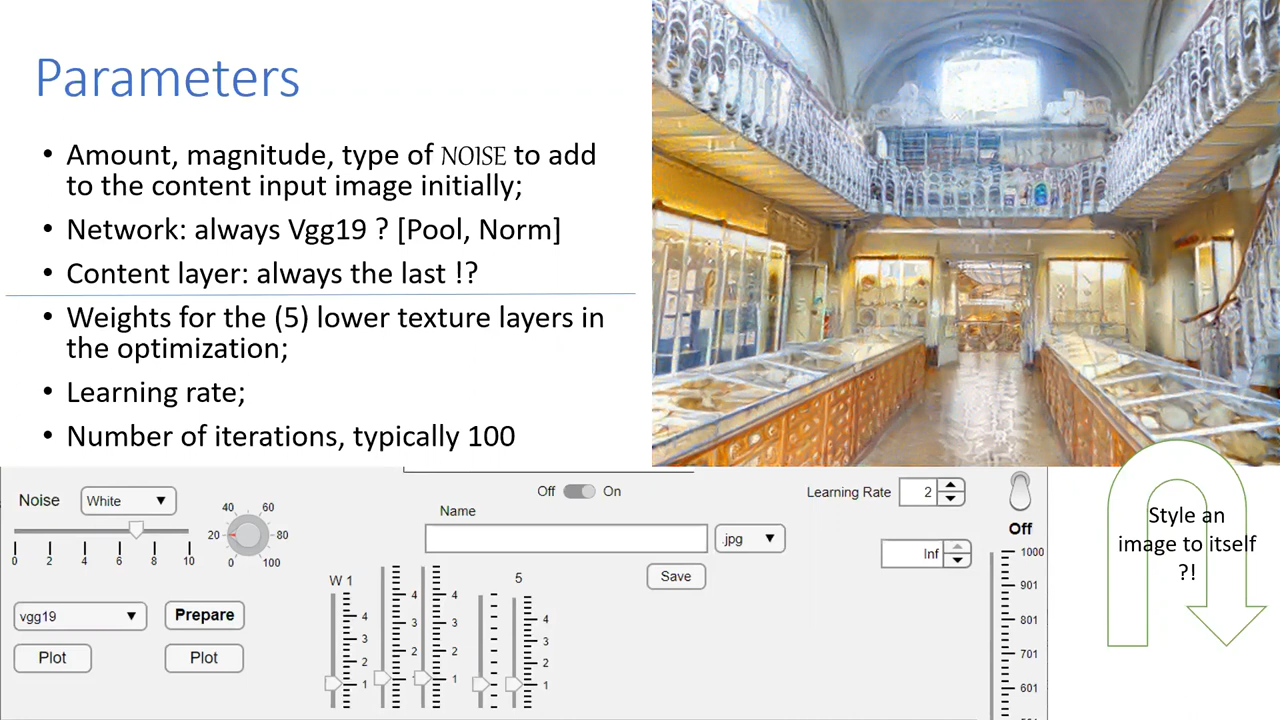 Parameters
• Amount, magnitude, type of NOISE to add
to the content input image initially;
• Network: always Vgg19 ? [Pool, Norm]
• Content layer: always the last !?
• Weights for the (5) lower texture layers in
the optimization;
• Learning rate;
• Number of iterations, typically 100
Noise White
0 2 4 6 8 10
0 20 40 60 80 100
vgg19 Prepare
Plot Plot
Off On
Name
.jpg
Save
W 1
4
3
2
1
4
3
2
1
4
3
2
1
5
4
3
2
1
Learning Rate 2
Inf
Off
1000
901
801
701
601
Style an
image to itself
?!